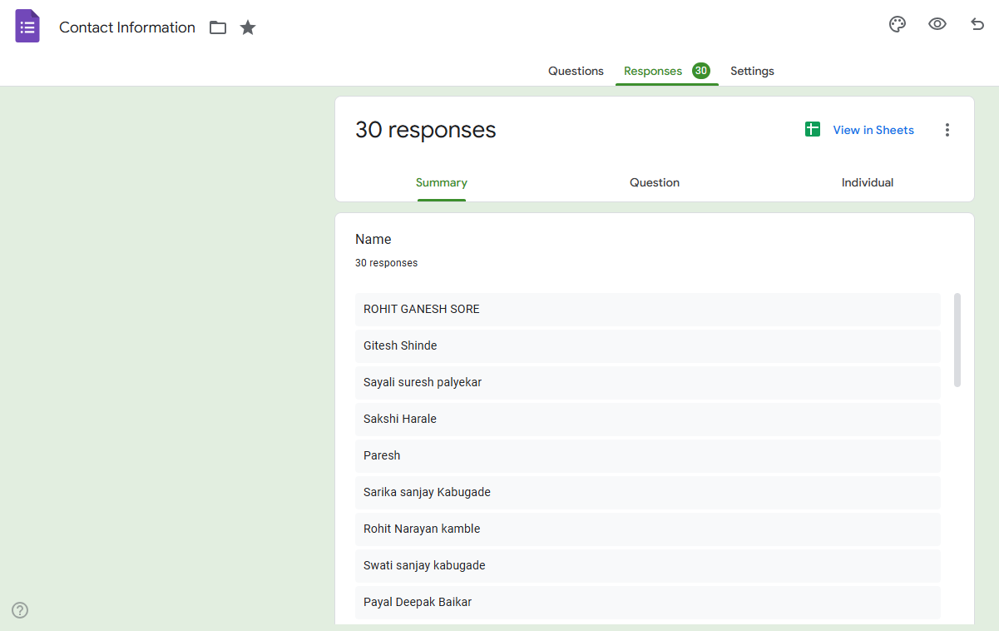 Contact Information
Questions
Responses 30
Settings
30 responses
View in Sheets
Summary
Question
Individual
Name
30 responses
ROHIT GANESH SORE
Gitesh Shinde
Sayali suresh palyekar
Sakshi Harale
Paresh
Sarika sanjay Kabugade
Rohit Narayan kamble
Swati sanjay kabugade
Payal Deepak Baikar